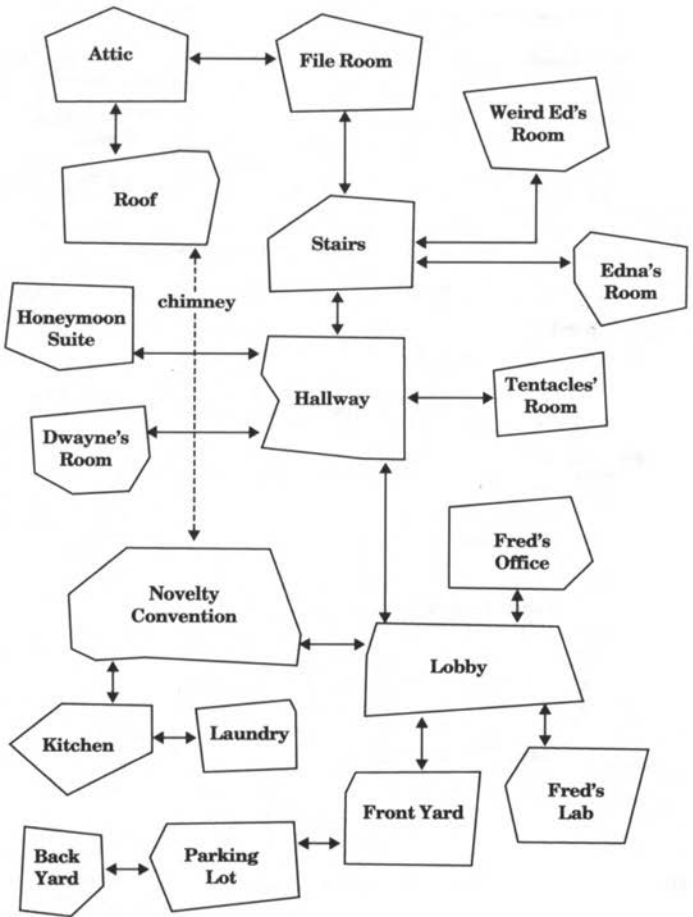 Attic
File Room
Weird Ed's
Room
Roof
Stairs
Edna's
Room
chimney
Honeymoon
Suite
Hallway
Tentacles'
Room
Dwayne's
Room
Fred's
Office
Novelty
Convention
Lobby
Kitchen
Laundry
Fred's
Lab
Front Yard
Back
Yard
Parking
Lot